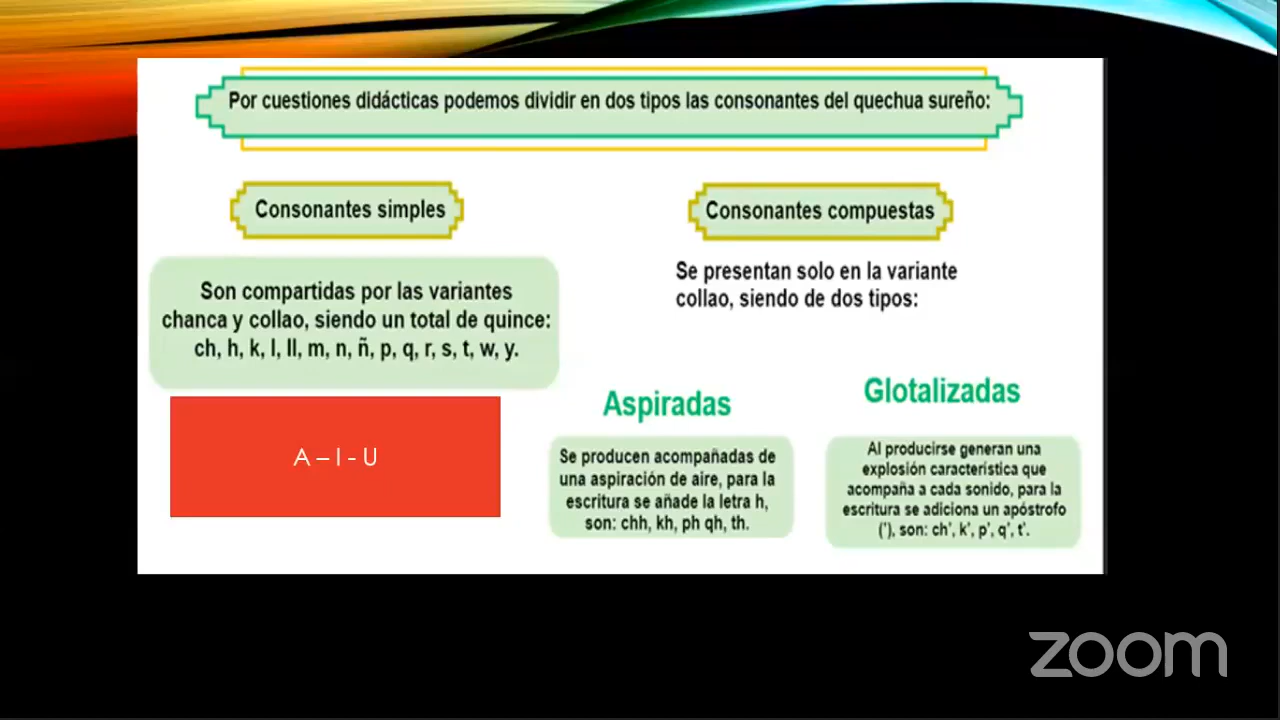 Por cuestiones didácticas podemos dividir en dos tipos las consonantes del quechua sureño:
Consonantes simples
Son compartidas por las variantes
chanca y collao, siendo un total de quince:
ch, h, k, l, ll, m, n, ñ, p, q, r, s, t, w, y.
A – I - U
Consonantes compuestas
Se presentan solo en la variante
collao, siendo de dos tipos:
Aspiradas
Se producen acompañadas de
una aspiración de aire, para la
escritura se añade la letra h,
son: chh, kh, ph qh, th.
Glotalizadas
Al producirse generan una
explosión característica que
acompaña a cada sonido, para la
escritura se adiciona un apóstrofo
('), son: ch', k', p', q', t'.
zoom